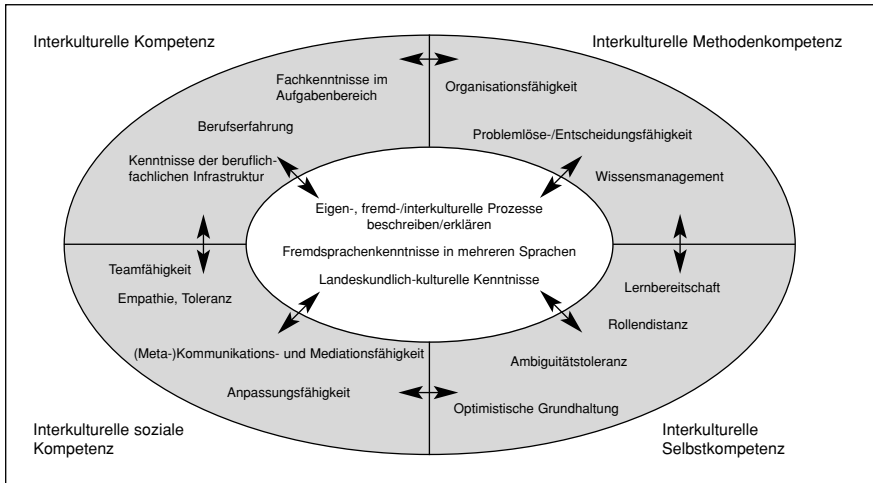 Interkulturelle Kompetenz
Interkulturelle Methodenkompetenz
Fachkenntnisse im
Aufgabenbereich
Organisationsfähigkeit
Berufserfahrung
Problemlöse-/Entscheidungsfähigkeit
Kenntnisse der beruflich-
fachlichen Infrastruktur
Wissensmanagement
Eigen-, fremd-/interkulturelle Prozesse
beschreiben/erklären
Fremdsprachenkenntnisse in mehreren Sprachen
Landeskundlich-kulturelle Kenntnisse
Teamfähigkeit
Empathie, Toleranz
Lernbereitschaft
Rollendistanz
(Meta-)Kommunikations- und Mediationsfähigkeit
Ambiguitätstoleranz
Anpassungsfähigkeit
Optimistische Grundhaltung
Interkulturelle soziale
Kompetenz
Interkulturelle
Selbstkompetenz